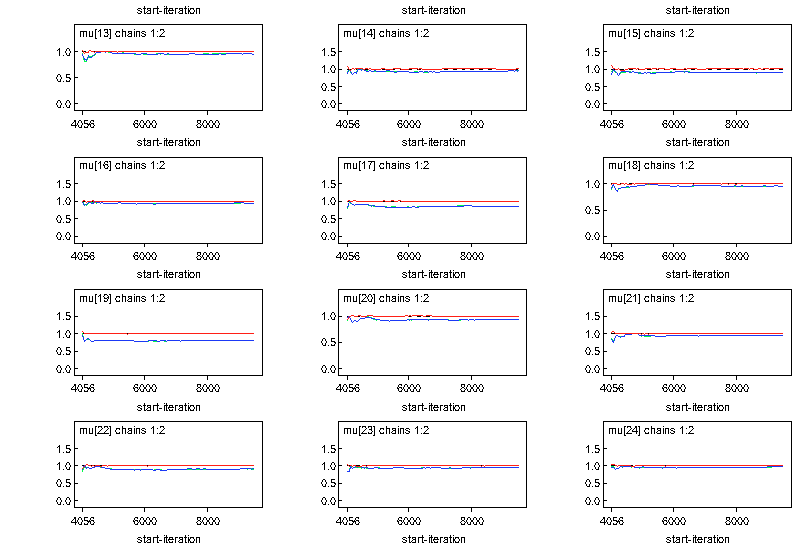 start-iteration start-iteration start-iteration
mu[13] chains 1:2 mu[14] chains 1:2 mu[15] chains 1:2
1.0 1.5 1.5
0.5 1.0 1.0
0.0 0.5 0.5
0.0 0.0
4056 6000 8000 4056 6000 8000 4056 6000 8000
start-iteration start-iteration start-iteration
mu[16] chains 1:2 mu[17] chains 1:2 mu[18] chains 1:2
1.5 1.5 1.0
1.0 1.0 0.5
0.5 0.5 0.0
0.0 0.0
4056 6000 8000 4056 6000 8000 4056 6000 8000
start-iteration start-iteration start-iteration
mu[19] chains 1:2 mu[20] chains 1:2 mu[21] chains 1:2
1.5 1.0 1.5
1.0 0.5 1.0
0.5 0.0 0.5
0.0 0.0
4056 6000 8000 4056 6000 8000 4056 6000 8000
start-iteration start-iteration start-iteration
mu[22] chains 1:2 mu[23] chains 1:2 mu[24] chains 1:2
1.5 1.5 1.5
1.0 1.0 1.0
0.5 0.5 0.5
0.0 0.0 0.0
4056 6000 8000 4056 6000 8000 4056 6000 8000
start-iteration start-iteration start-iteration